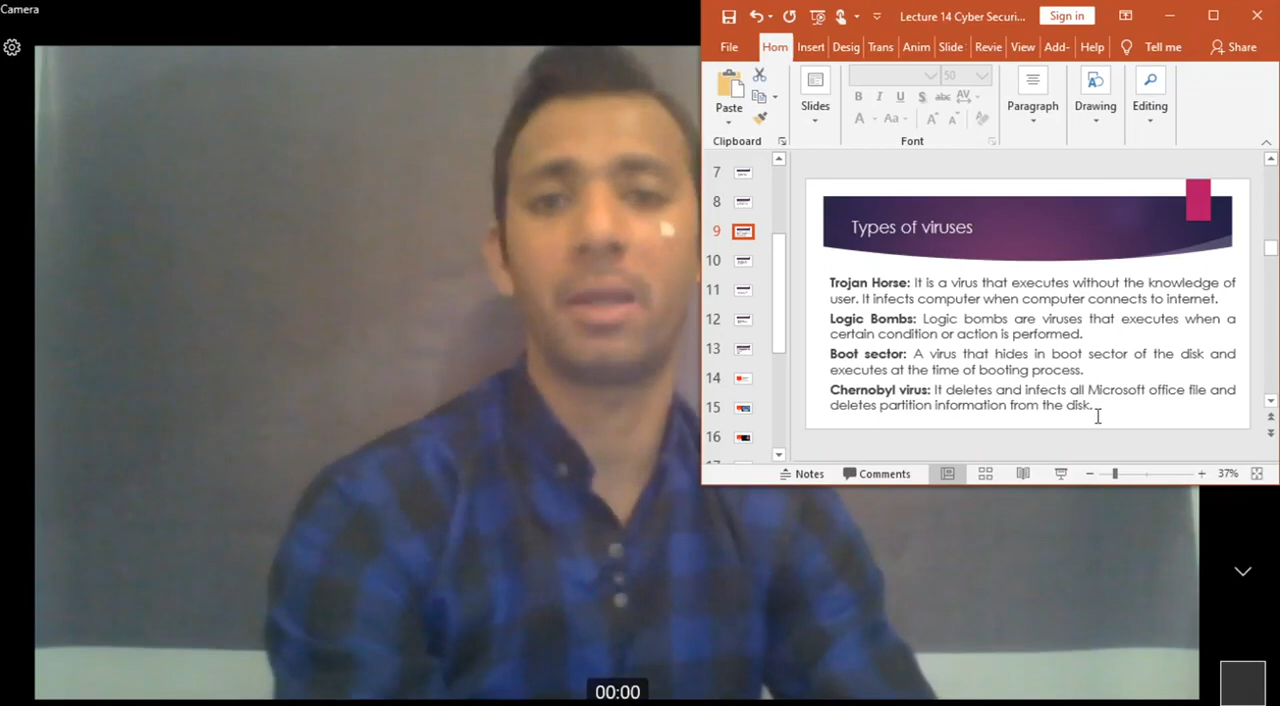 Camera
Lecture 14 Cyber Securi...
Sign in
File
Hom
Insert
Desig
Trans
Anim
Slide
Revie
View
Add-
Help
Tell me
Share
Paste
Slides
50
B I U S abc AV
A Aa A A
Paragraph
Drawing
Editing
Clipboard
Font
7
8
9
10
11
12
13
14
15
16
Types of viruses
Trojan Horse: It is a virus that executes without the knowledge of
user. It infects computer when computer connects to internet.
Logic Bombs: Logic bombs are viruses that executes when a
certain condition or action is performed.
Boot sector: A virus that hides in boot sector of the disk and
executes at the time of booting process.
Chernobyl virus: It deletes and infects all Microsoft office file and
deletes partition information from the disk.
Notes
Comments
37%
00:00